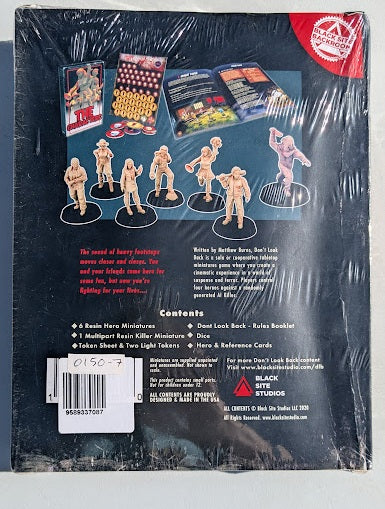 BLACK SITE
BACKROOM
THE
The sound of heavy footsteps
moves closer and closer. You
and your friends came here for
some fun, but now you're
fighting for your lives....
Written by Matthew Burns, Don't Look
Back is a solo or cooperative tabletop
miniatures game where you create a
cinematic experience in a world of
suspense and terror. Players control
four heroes against a randomly
generated AI Killer.
Contents
6 Resin Hero Miniatures
1 Multipart Resin Killer Miniature
Token Sheet & Two Light Tokens
Dont Look Back - Rules Booklet
Dice
Hero & Reference Cards
0150-7
9589337087
Miniatures are supplied unpainted
and unassembled. Not shown to
scale.
This product contains small parts.
Not for children under 12.
ALL CONTENTS ARE PROUDLY
DESIGNED & MADE IN THE USA
For more Don't Look Back content
Visit www.blacksitestudios.com/dlb
BLACK
SITE
STUDIOS
ALL CONTENTS © Black Site Studios LLC 2020
All Rights Reserved. www.blacksitestudios.com